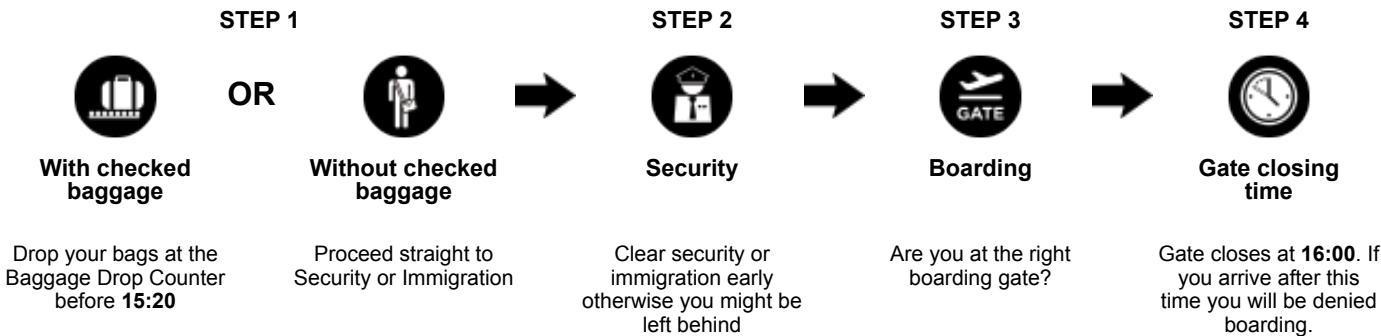 STEP 1
With checked
baggage
Drop your bags at the
Baggage Drop Counter
before 15:20
OR
Without checked
baggage
Proceed straight to
Security or Immigration
STEP 2
Security
Clear security or
immigration early
otherwise you might be
left behind
STEP 3
GATE
Boarding
Are you at the right
boarding gate?
STEP 4
Gate closing
time
Gate closes at 16:00. If
you arrive after this
time you will be denied
boarding.